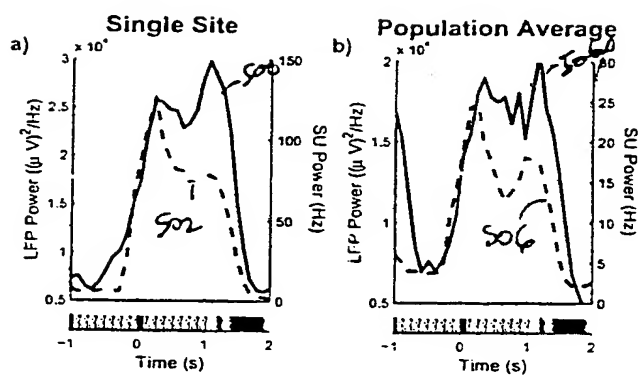 Single Site
Population Average
a)
x 10⁴
3
2.5
2
1.5
1
0.5
LFP Power ((μ V)²/Hz)
150
100
50
0
SU Power (Hz)
500
502
-1
0
1
2
Time (s)
b)
x 10⁴
2
1.5
1
0.5
LFP Power ((μ V)²/Hz)
30
25
20
15
10
5
0
SU Power (Hz)
506
-1
0
1
2
Time (s)